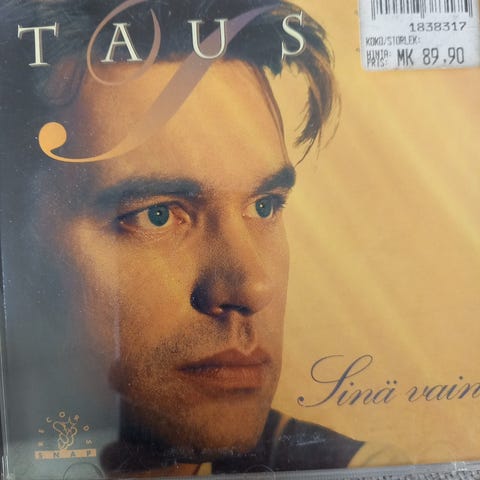 TAUS
1838317
KOKO/STORLEK:
HINTA:
PRIS: MK 89.90
Sinä vain
RECORDS
SNAP